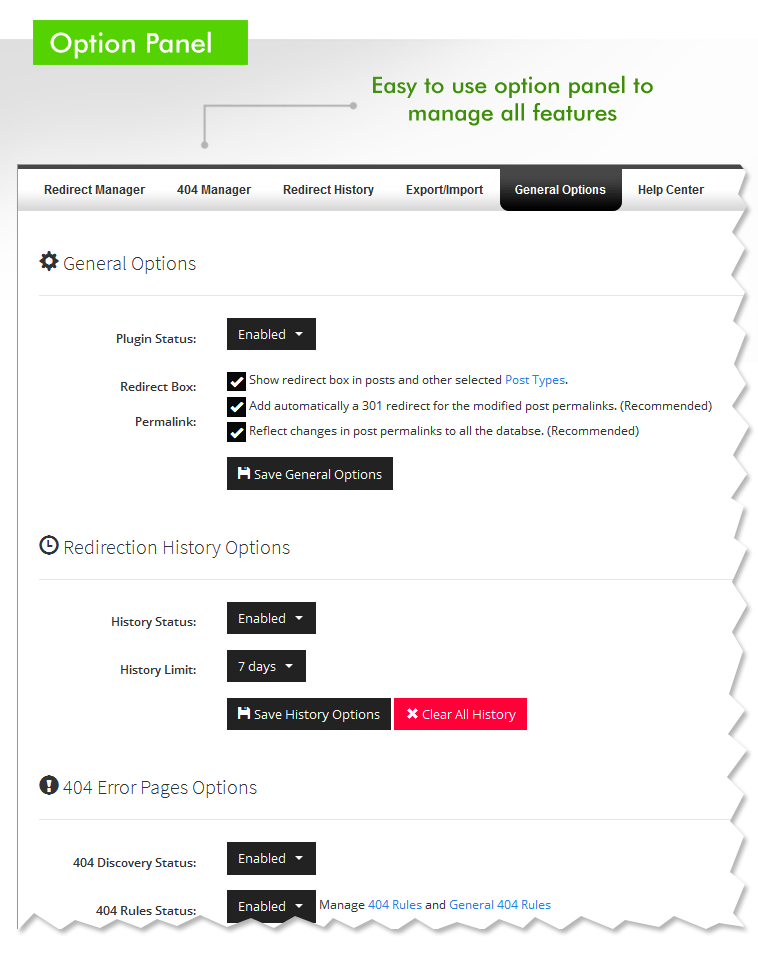 Option Panel
Easy to use option panel to
manage all features
Redirect Manager 404 Manager Redirect History Export/Import General Options Help Center
General Options
Plugin Status: Enabled
Redirect Box: Show redirect box in posts and other selected Post Types.
Add automatically a 301 redirect for the modified post permalinks. (Recommended)
Permalink:
Reflect changes in post permalinks to all the databse. (Recommended)
Save General Options
Redirection History Options
History Status: Enabled
History Limit: 7 days
Save History Options Clear All History
404 Error Pages Options
404 Discovery Status: Enabled
404 Rules Status: Enabled Manage 404 Rules and General 404 Rules